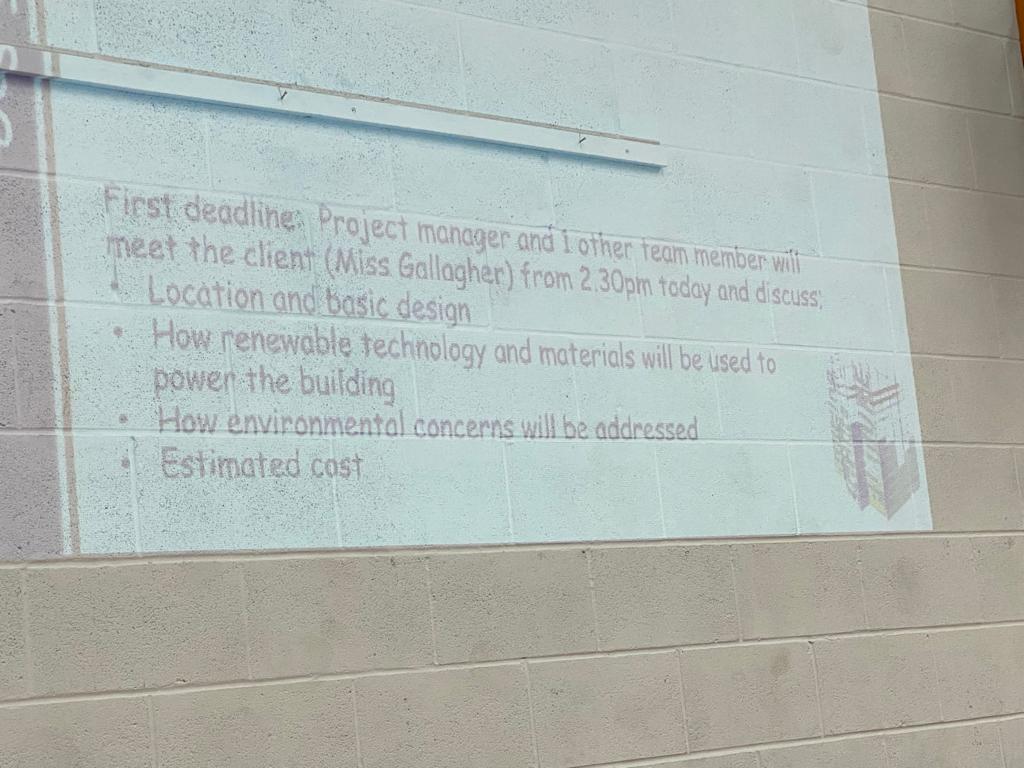 First deadline: Project manager and 1 other team member will
meet the client (Miss Gallagher) from 2.30pm today and discuss;
• Location and basic design
• How renewable technology and materials will be used to
power the building
• How environmental concerns will be addressed
• Estimated cost